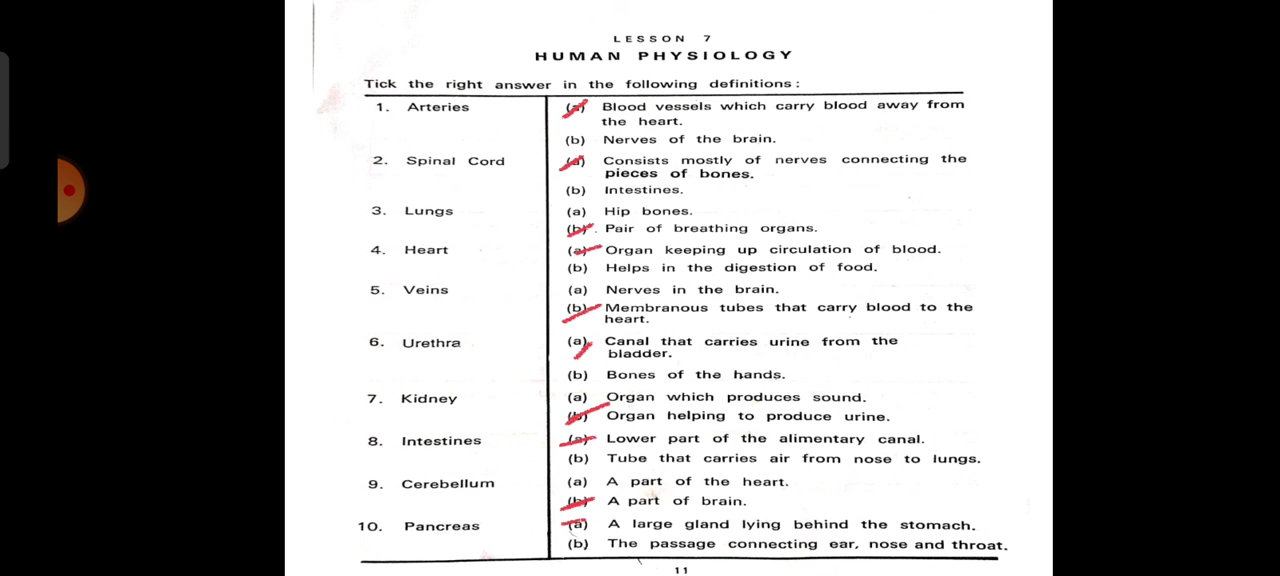 LESSON 7
HUMAN PHYSIOLOGY
Tick the right answer in the following definitions :
1. Arteries (a) Blood vessels which carry blood away from
the heart.
(b) Nerves of the brain.
2. Spinal Cord (a) Consists mostly of nerves connecting the
pieces of bones.
(b) Intestines.
3. Lungs (a) Hip bones.
(b) Pair of breathing organs.
4. Heart (a) Organ keeping up circulation of blood.
(b) Helps in the digestion of food.
5. Veins (a) Nerves in the brain.
(b) Membranous tubes that carry blood to the
heart.
6. Urethra (a) Canal that carries urine from the
bladder.
(b) Bones of the hands.
7. Kidney (a) Organ which produces sound.
(b) Organ helping to produce urine.
8. Intestines (a) Lower part of the alimentary canal.
(b) Tube that carries air from nose to lungs.
9. Cerebellum (a) A part of the heart.
(b) A part of brain.
10. Pancreas (a) A large gland lying behind the stomach.
(b) The passage connecting ear, nose and throat.
11